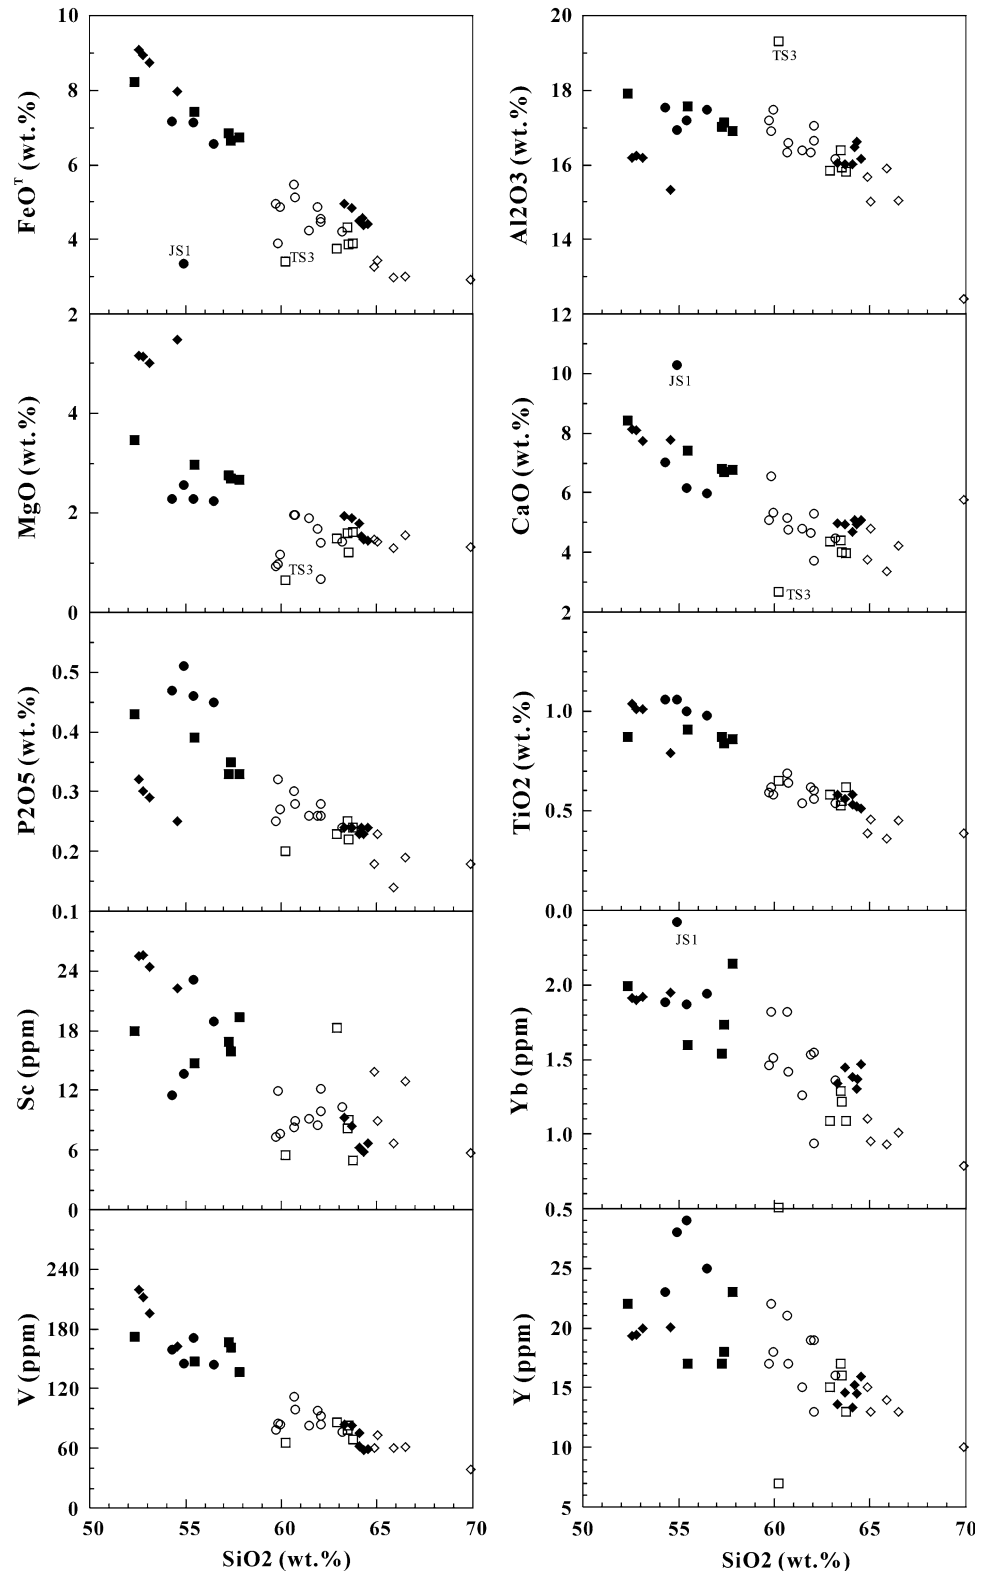 10
8
6
4
2
FeOᵀ (wt.%)
JS1
TS3
20
18
16
14
12
Al2O3 (wt.%)
TS3
4
2
0
MgO (wt.%)
TS3
10
8
6
4
2
CaO (wt.%)
JS1
TS3
0.5
0.4
0.3
0.2
0.1
P2O5 (wt.%)
1.0
0.5
0.0
TiO2 (wt.%)
24
18
12
6
0
Sc (ppm)
2.0
1.5
1.0
0.5
Yb (ppm)
JS1
240
180
120
60
0
V (ppm)
50 55 60 65 70
SiO2 (wt.%)
25
20
15
10
5
Y (ppm)
50 55 60 65 70
SiO2 (wt.%)